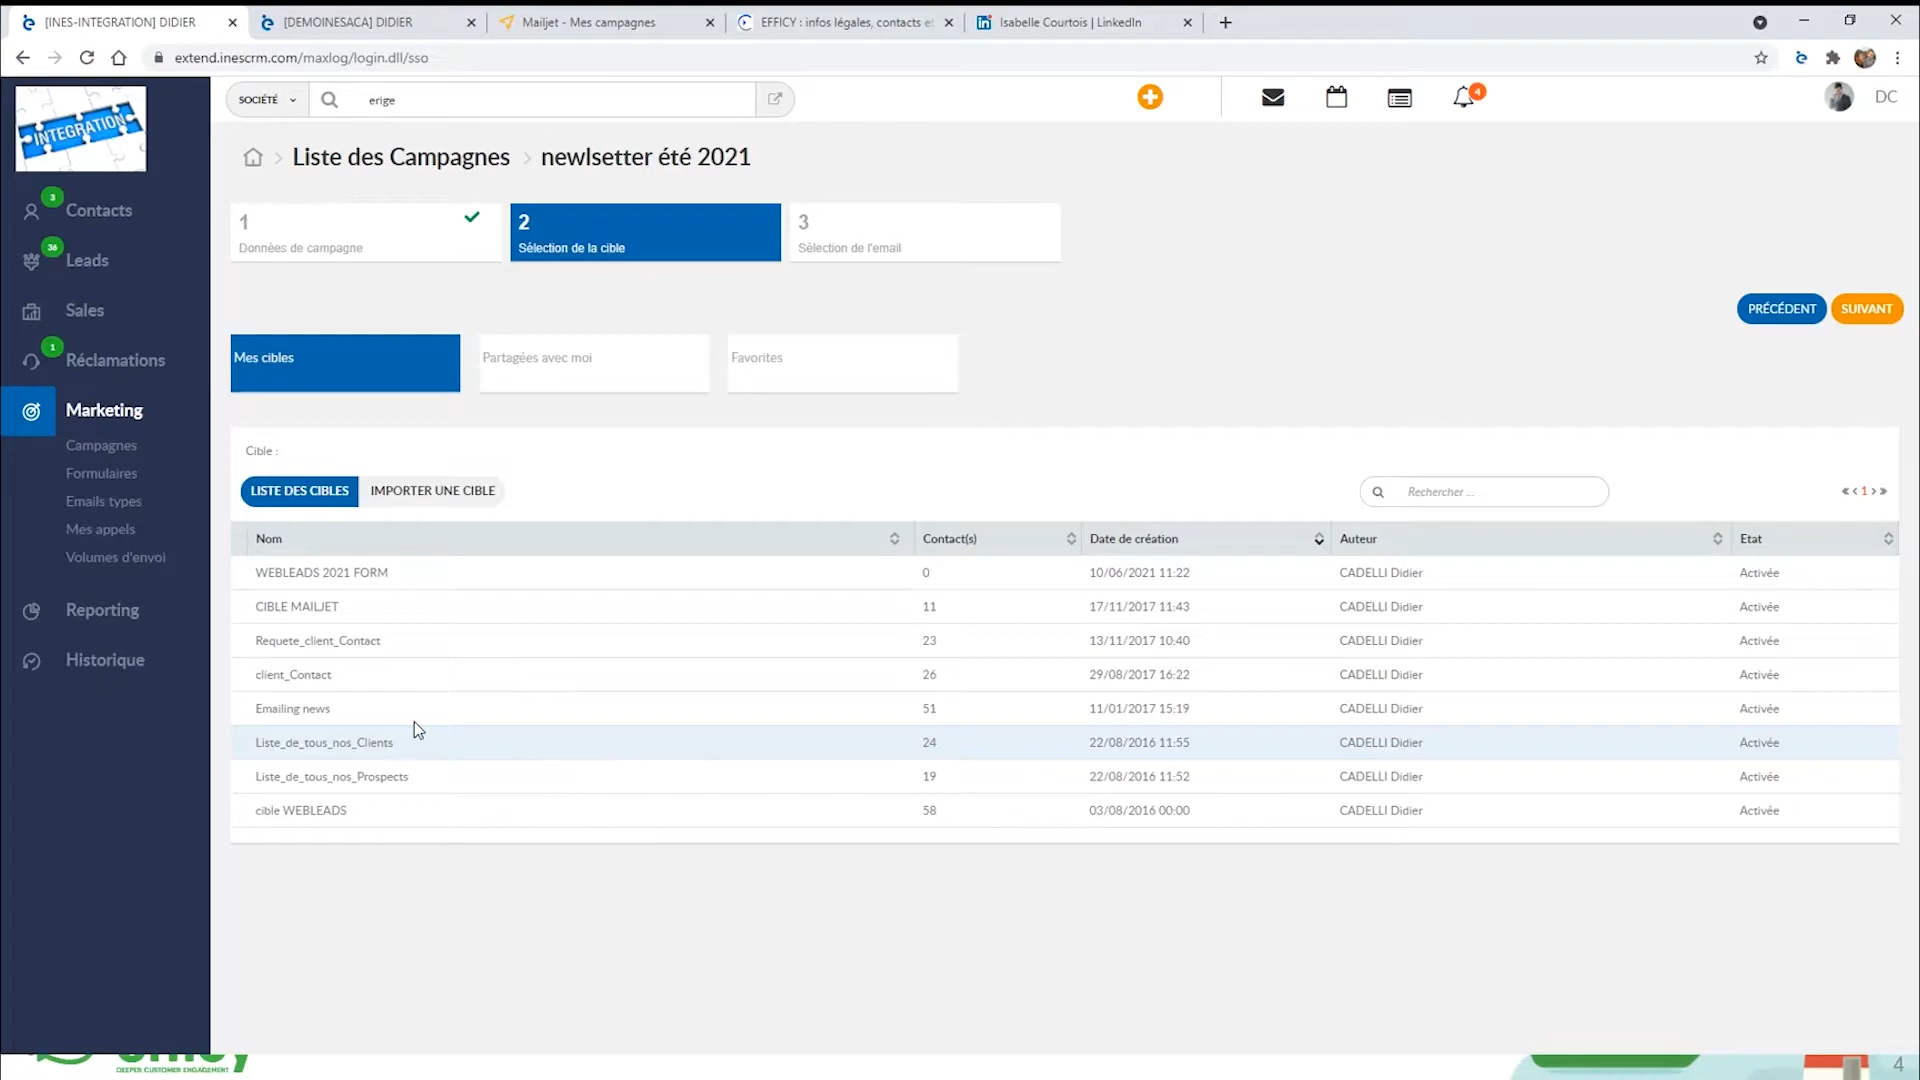 [INES-INTEGRATION] DIDIER
[DEMOINESACA] DIDIER
Mailjet - Mes campagnes
EFFICY : infos légales, contacts et
Isabelle Courtois | LinkedIn
extend.inescrm.com/maxlog/login.dll/sso
INTEGRATION
SOCIÉTÉ
erige
4
DC
Liste des Campagnes > newlsetter été 2021
1
Données de campagne
2
Sélection de la cible
3
Sélection de l'email
PRÉCÉDENT
SUIVANT
3
Contacts
36
Leads
Sales
1
Réclamations
Marketing
Campagnes
Formulaires
Emails types
Mes appels
Volumes d'envoi
Reporting
Historique
Mes cibles
Partagées avec moi
Favorites
Cible :
LISTE DES CIBLES
IMPORTER UNE CIBLE
Rechercher ...
1
Nom Contact(s) Date de création Auteur Etat
WEBLEADS 2021 FORM 0 10/06/2021 11:22 CADELLI Didier Activée
CIBLE MAILJET 11 17/11/2017 11:43 CADELLI Didier Activée
Requete_client_Contact 23 13/11/2017 10:40 CADELLI Didier Activée
client_Contact 26 29/08/2017 16:22 CADELLI Didier Activée
Emailing news 51 11/01/2017 15:19 CADELLI Didier Activée
Liste_de_tous_nos_Clients 24 22/08/2016 11:55 CADELLI Didier Activée
Liste_de_tous_nos_Prospects 19 22/08/2016 11:52 CADELLI Didier Activée
cible WEBLEADS 58 03/08/2016 00:00 CADELLI Didier Activée
DEEPER CUSTOMER ENGAGEMENT
4